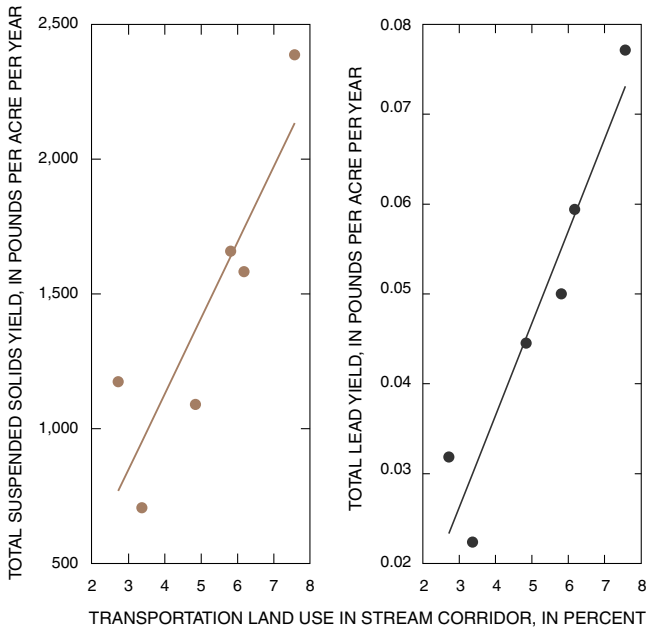 TOTAL SUSPENDED SOLIDS YIELD, IN POUNDS PER ACRE PER YEAR
2,500
2,000
1,500
1,000
500
2 3 4 5 6 7 8
TOTAL LEAD YIELD, IN POUNDS PER ACRE PER YEAR
0.08
0.07
0.06
0.05
0.04
0.03
0.02
2 3 4 5 6 7 8
TRANSPORTATION LAND USE IN STREAM CORRIDOR, IN PERCENT